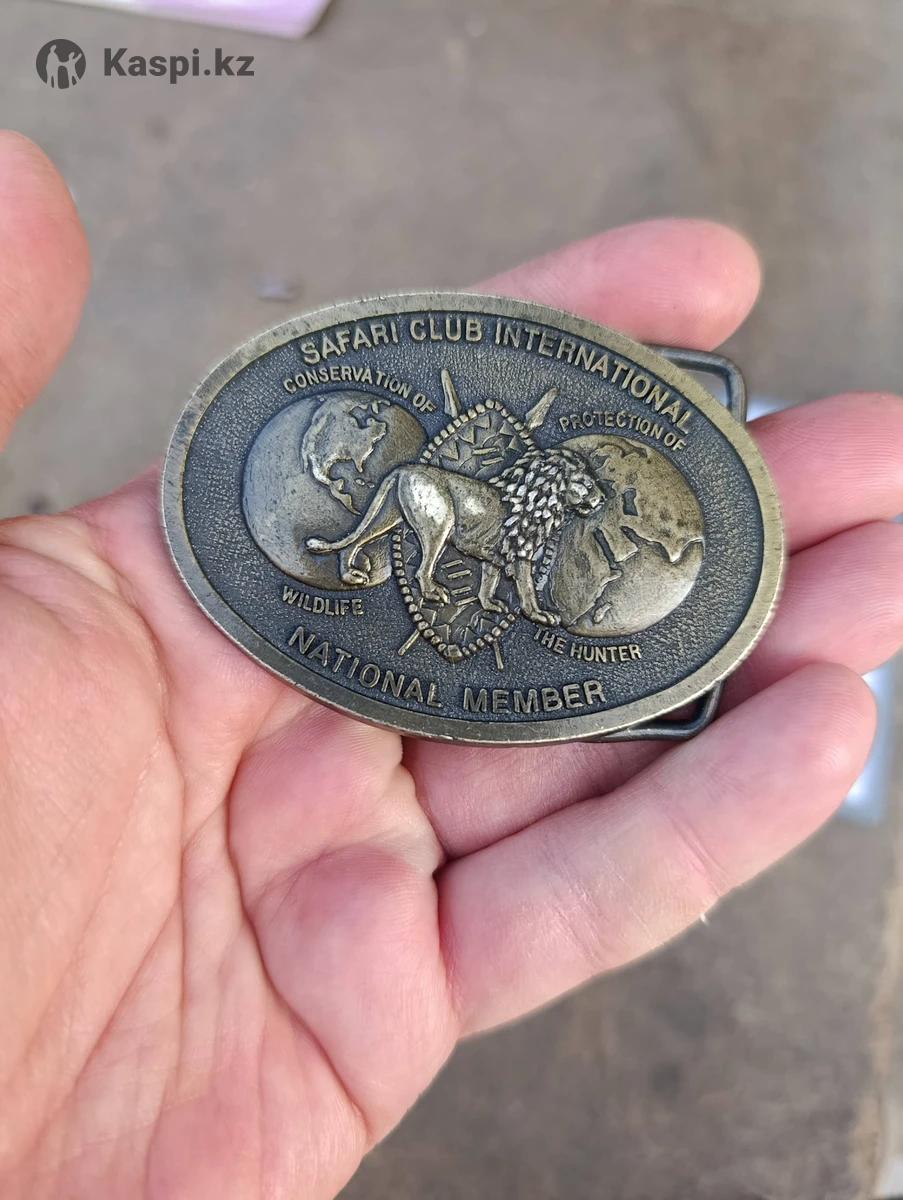 Kaspi.kz
SAFARI CLUB INTERNATIONAL
CONSERVATION OF
WILDLIFE
PROTECTION OF
THE HUNTER
NATIONAL MEMBER